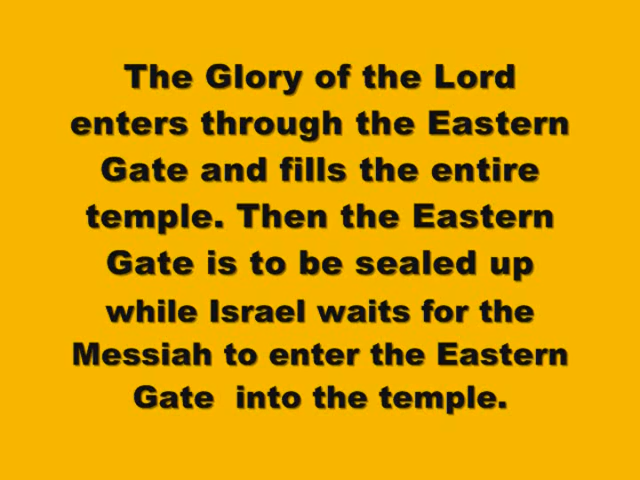 The Glory of the Lord
enters through the Eastern
Gate and fills the entire
temple. Then the Eastern
Gate is to be sealed up
while Israel waits for the
Messiah to enter the Eastern
Gate  into the temple.